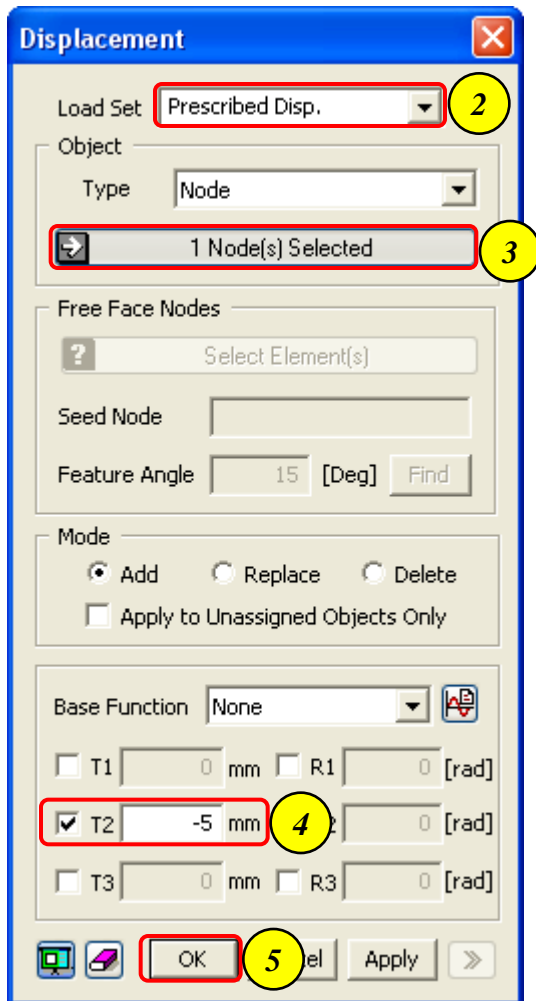 Displacement
Load Set Prescribed Disp. 2
Object
Type Node
1 Node(s) Selected 3
Free Face Nodes
? Select Element(s)
Seed Node
Feature Angle 15 [Deg] Find
Mode
Add Replace Delete
Apply to Unassigned Objects Only
Base Function None
T1 0 mm R1 0 [rad]
T2 -5 mm 4 2 0 [rad]
T3 0 mm R3 0 [rad]
OK 5 el Apply >>